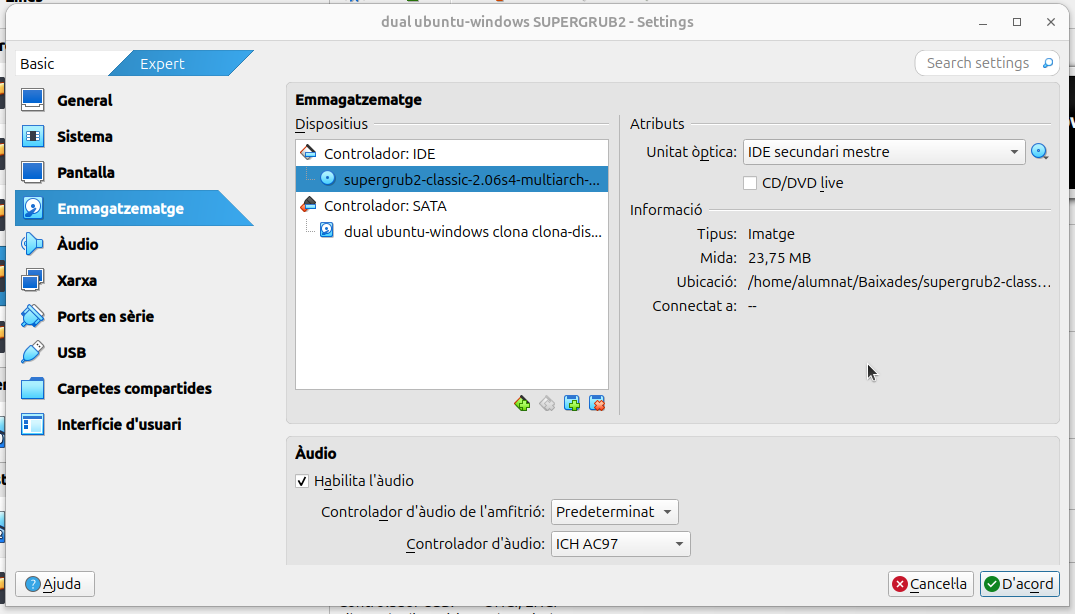 dual ubuntu-windows SUPERGRUB2 - Settings
Basic
Expert
Search settings
General
Sistema
Pantalla
Emmagatzematge
Àudio
Xarxa
Ports en sèrie
USB
Carpetes compartides
Interfície d'usuari
Emmagatzematge
Dispositius
Controlador: IDE
supergrub2-classic-2.06s4-multiarch-...
Controlador: SATA
dual ubuntu-windows clona clona-dis...
Atributs
Unitat òptica: IDE secundari mestre
CD/DVD live
Informació
Tipus: Imatge
Mida: 23,75 MB
Ubicació: /home/alumnat/Baixades/supergrub2-class...
Connectat a: --
Àudio
Habilita l'àudio
Controlador d'àudio de l'amfitrió: Predeterminat
Controlador d'àudio: ICH AC97
Ajuda
Cancel·la
D'acord